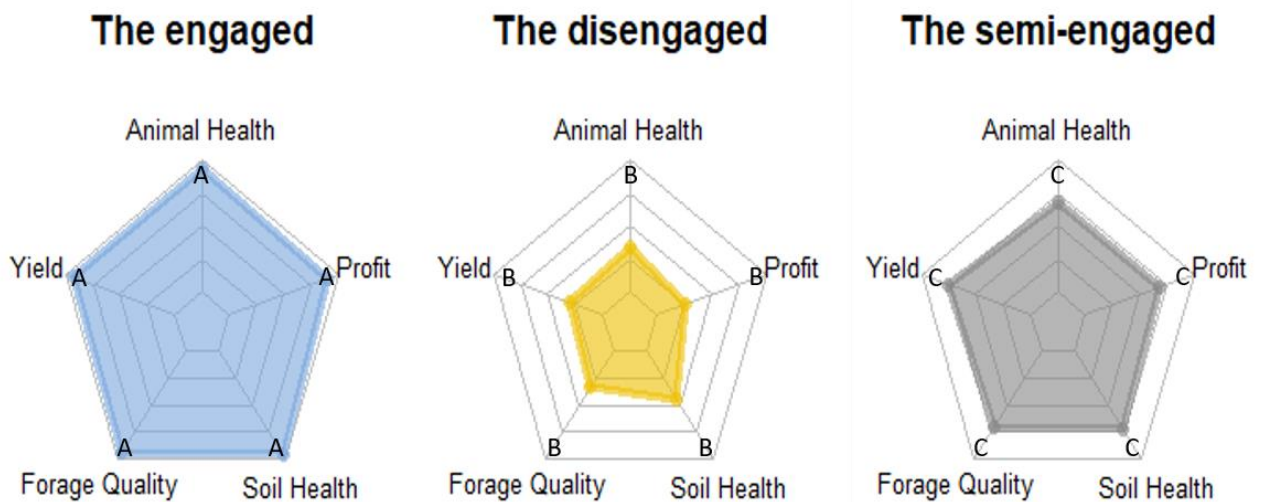 The engaged
Animal Health
A
Yield A
A Profit
A
A
Forage Quality
Soil Health
The disengaged
Animal Health
B
Yield B
B Profit
B
B
Forage Quality
Soil Health
The semi-engaged
Animal Health
C
Yield C
C Profit
C
C
Forage Quality
Soil Health